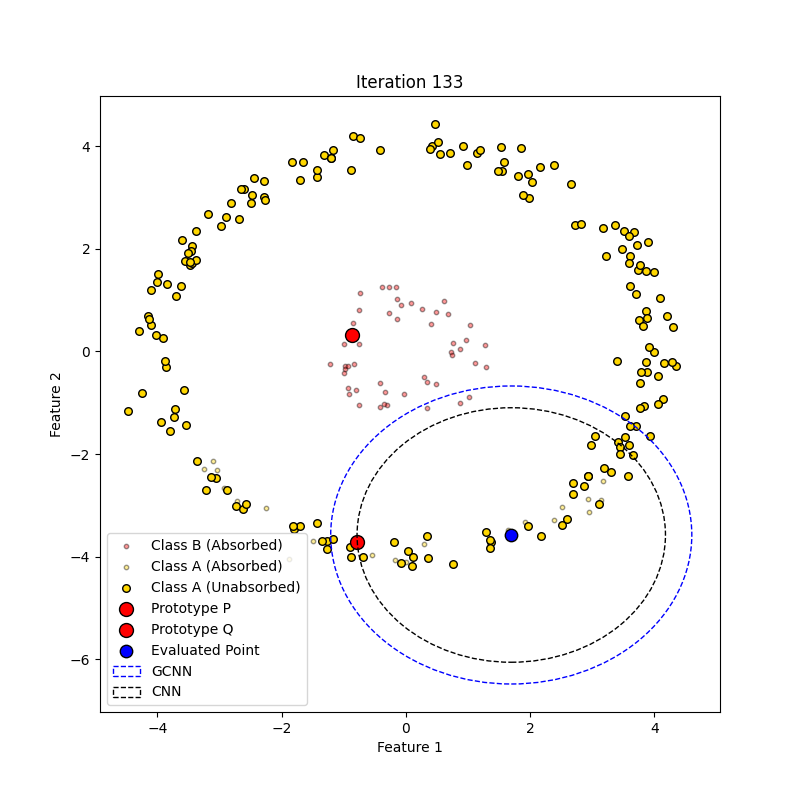 Iteration 133
4
2
0
−2
−4
−6
Feature 2
Class B (Absorbed)
Class A (Absorbed)
Class A (Unabsorbed)
Prototype P
Prototype Q
Evaluated Point
GCNN
CNN
−4
−2
0
2
4
Feature 1